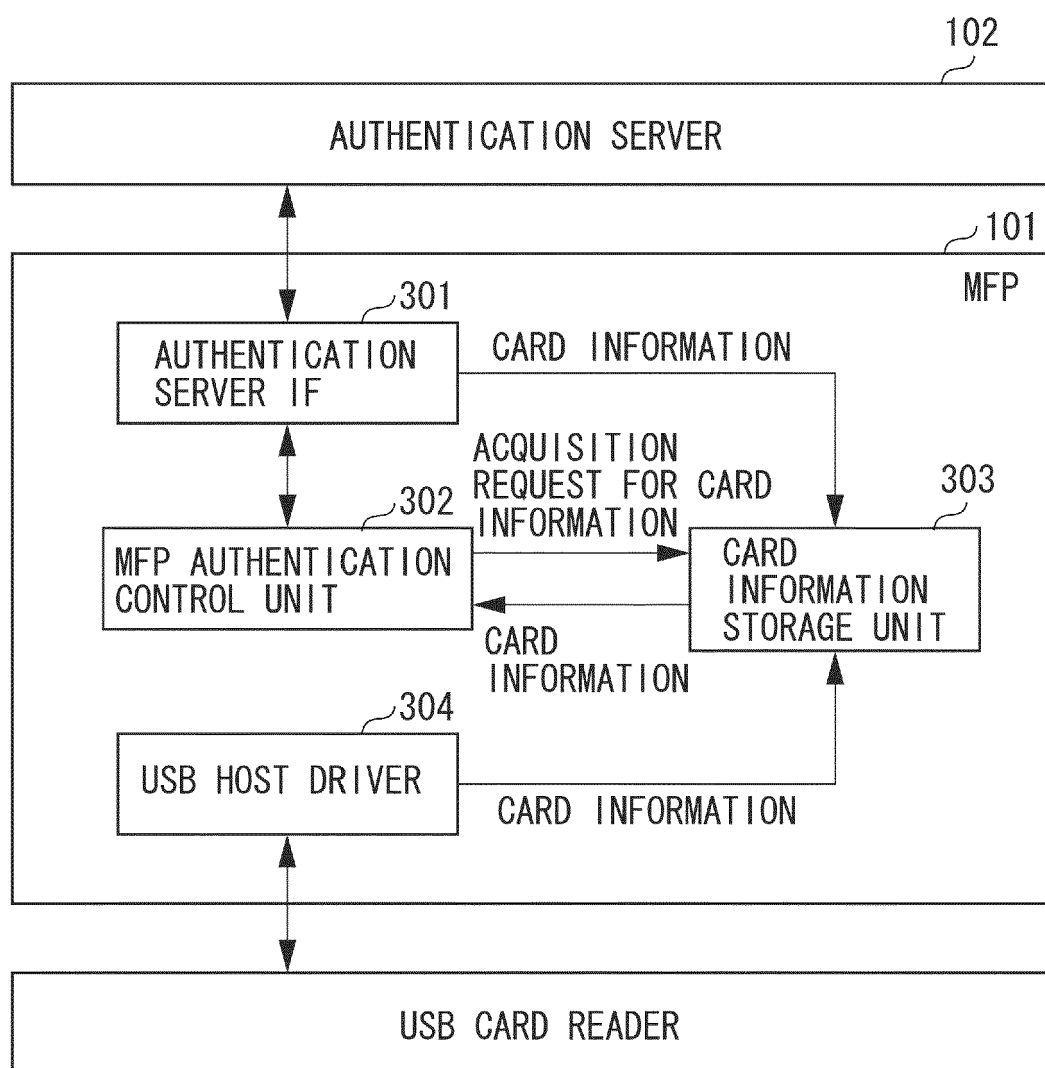 102
AUTHENTICATION SERVER
101
MFP
301
AUTHENTICATION
SERVER IF
CARD INFORMATION
ACQUISITION
REQUEST FOR CARD
INFORMATION
302
MFP AUTHENTICATION
CONTROL UNIT
303
CARD
INFORMATION
STORAGE UNIT
CARD
INFORMATION
304
USB HOST DRIVER
CARD INFORMATION
USB CARD READER